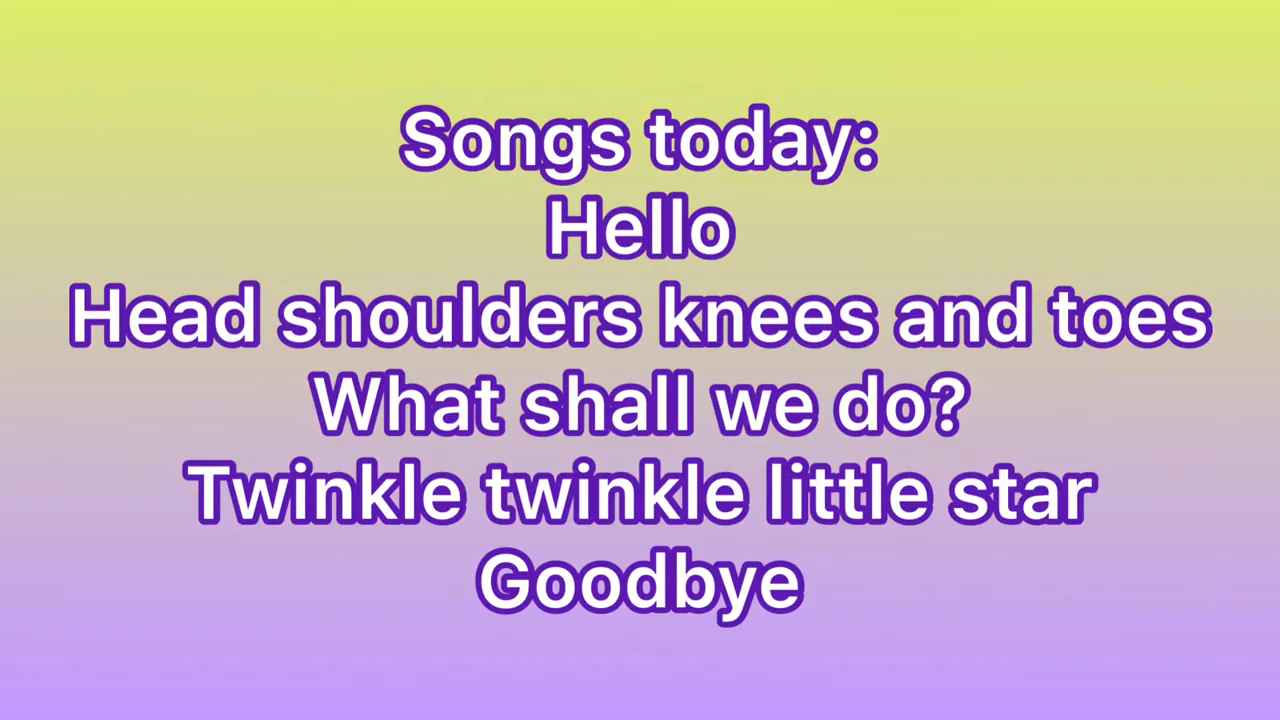 Songs today:
Hello
Head shoulders knees and toes
What shall we do?
Twinkle twinkle little star
Goodbye